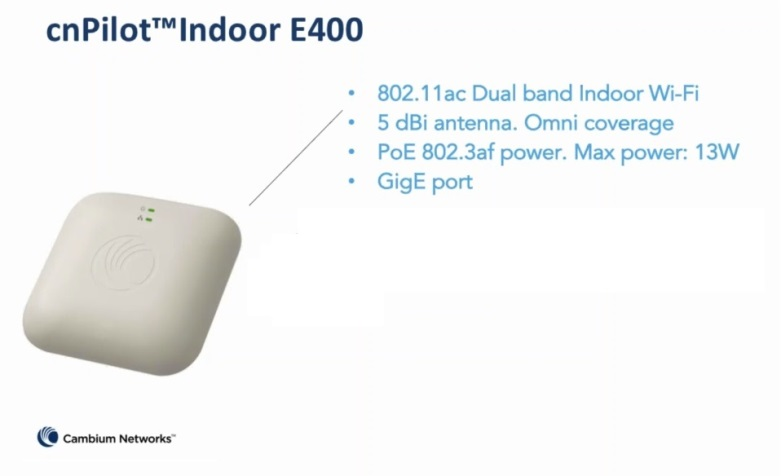 cnPilot™Indoor E400
• 802.11ac Dual band Indoor Wi-Fi
• 5 dBi antenna. Omni coverage
• PoE 802.3af power. Max power: 13W
• GigE port
Cambium Networks™